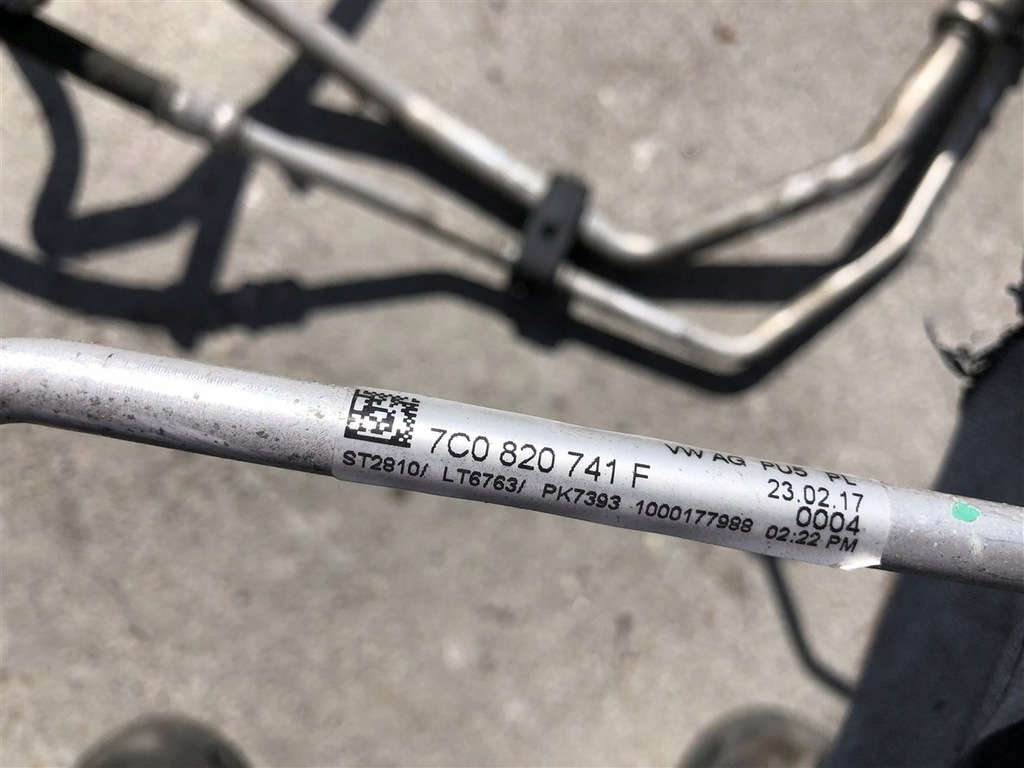 7C0 820 741 F
ST2810/ LT6763/ PK7393 1000177988
VW AG PU5 PL
23.02.17
0004
02:22 PM